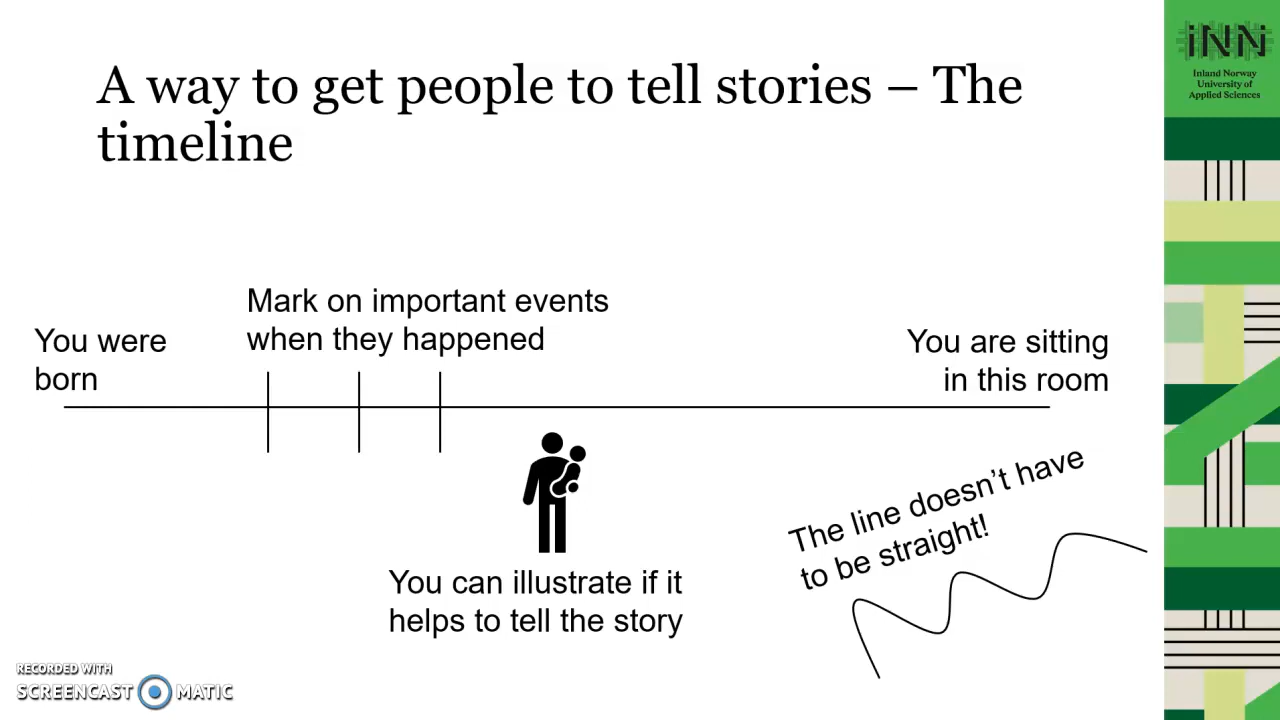 A way to get people to tell stories – The
timeline
Mark on important events
when they happened
You were
born
You are sitting
in this room
The line doesn't have
to be straight!
You can illustrate if it
helps to tell the story
iNN
Inland Norway
University of
Applied Sciences
RECORDED WITH
SCREENCAST MATIC